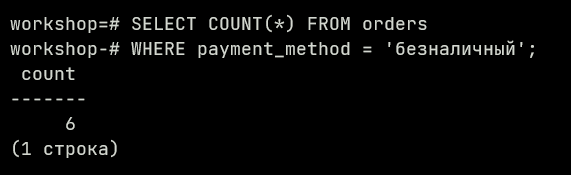 workshop=# SELECT COUNT(*) FROM orders
workshop-# WHERE payment_method = 'безналичный';
 count
-------
     6
(1 строка)